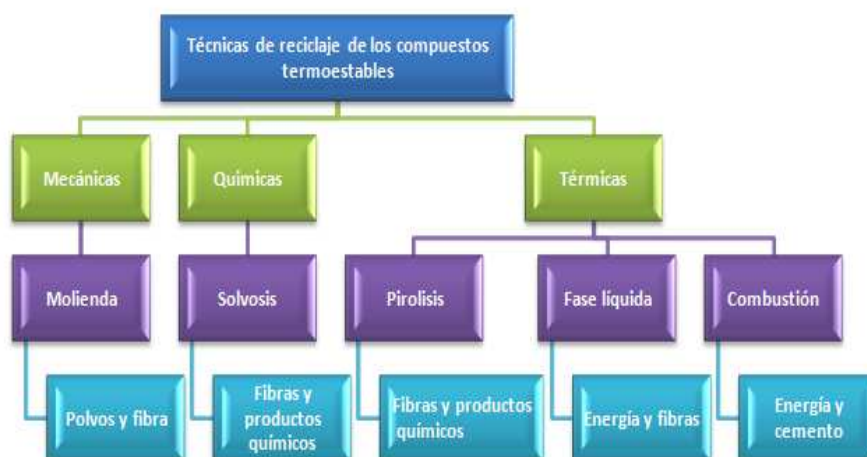 Técnicas de reciclaje de los compuestos
termoestables
Mecánicas
Quimicas
Térmicas
Molienda
Solvosis
Pirolisis
Fase líquida
Combustión
Polvos y fibra
Fibras y
productos
químicos
Fibras y productos
químicos
Energía y fibras
Energía y
cemento